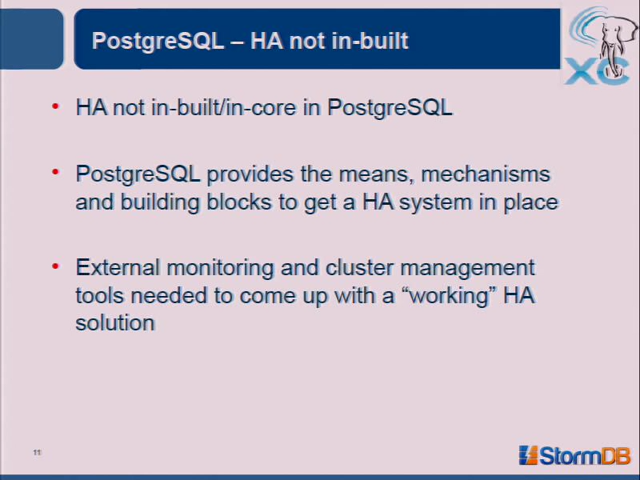 PostgreSQL – HA not in-built
XC
• HA not in-built/in-core in PostgreSQL
• PostgreSQL provides the means, mechanisms
and building blocks to get a HA system in place
• External monitoring and cluster management
tools needed to come up with a “working” HA
solution
11
StormDB